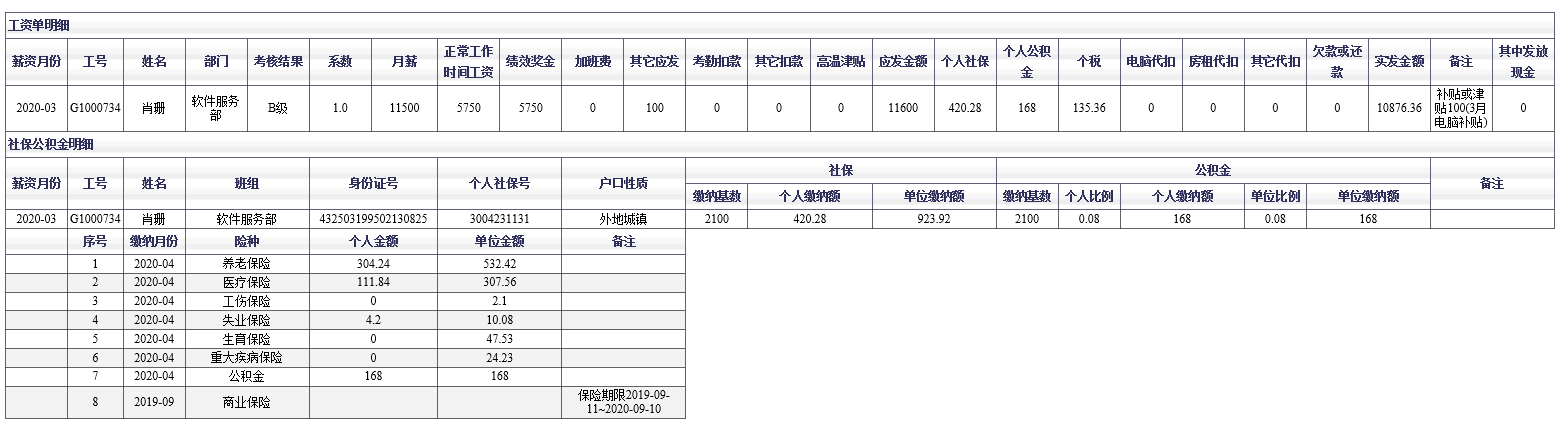 工资单明细
薪资月份 工号 姓名 部门 考核结果 系数 月薪 正常工作时间工资 绩效奖金 加班费 其它应发 考勤扣款 其它扣款 高温津贴 应发金额 个人社保 个人公积金 个税 电脑代扣 房租代扣 其它代扣 欠款或还款 实发金额 备注 其中发放现金
2020-03 G1000734 肖珊 软件服务部 B级 1.0 11500 5750 5750 0 100 0 0 0 11600 420.28 168 135.36 0 0 0 0 10876.36 补贴或津贴100(3月电脑补贴) 0
社保公积金明细
薪资月份 工号 姓名 班组 身份证号 个人社保号 户口性质 社保 公积金 备注
缴纳基数 个人缴纳额 单位缴纳额 缴纳基数 个人比例 个人缴纳额 单位比例 单位缴纳额
2020-03 G1000734 肖珊 软件服务部 432503199502130825 3004231131 外地城镇 2100 420.28 923.92 2100 0.08 168 0.08 168
序号 缴纳月份 险种 个人金额 单位金额 备注
1 2020-04 养老保险 304.24 532.42
2 2020-04 医疗保险 111.84 307.56
3 2020-04 工伤保险 0 2.1
4 2020-04 失业保险 4.2 10.08
5 2020-04 生育保险 0 47.53
6 2020-04 重大疾病保险 0 24.23
7 2020-04 公积金 168 168
8 2019-09 商业保险 保险期限2019-09-11~2020-09-10